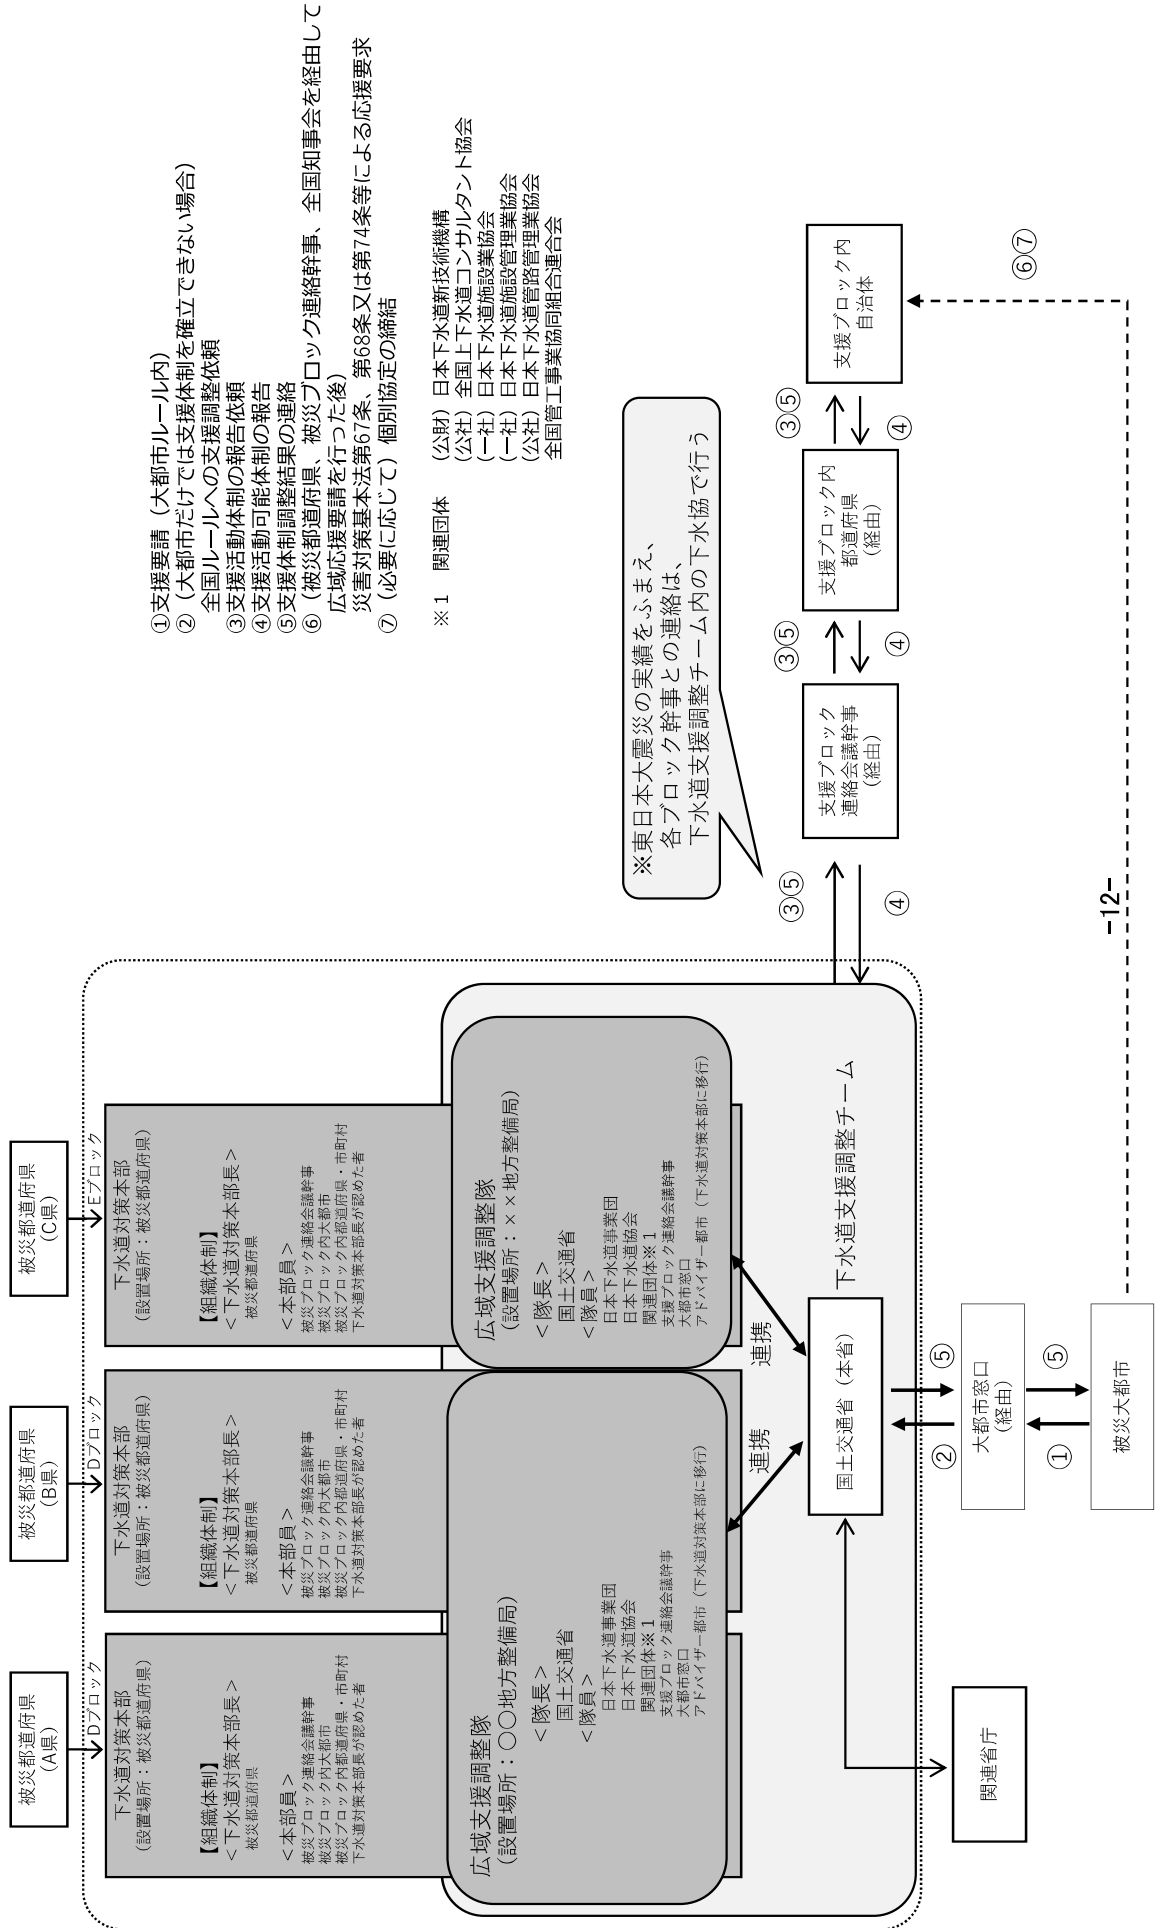 被災都道府県
（A県）
Dブロック
下水道対策本部
（設置場所：被災都道府県）
【組織体制】
＜下水道対策本部長＞
被災都道府県
＜本部員＞
被災ブロック連絡会議幹事
被災ブロック内大都市
被災ブロック内都道府県・市町村
下水道対策本部長が認めた者
被災都道府県
（B県）
Dブロック
下水道対策本部
（設置場所：被災都道府県）
【組織体制】
＜下水道対策本部長＞
被災都道府県
＜本部員＞
被災ブロック連絡会議幹事
被災ブロック内大都市
被災ブロック内都道府県・市町村
下水道対策本部長が認めた者
被災都道府県
（C県）
Eブロック
下水道対策本部
（設置場所：被災都道府県）
【組織体制】
＜下水道対策本部長＞
被災都道府県
＜本部員＞
被災ブロック連絡会議幹事
被災ブロック内大都市
被災ブロック内都道府県・市町村
下水道対策本部長が認めた者
広域支援調整隊
（設置場所：〇〇地方整備局）
＜隊長＞
国土交通省
＜隊員＞
日本下水道事業団
日本下水道協会
関連団体※１
支援ブロック連絡会議幹事
大都市窓口
アドバイザー都市（下水道対策本部に移行）
広域支援調整隊
（設置場所：××地方整備局）
＜隊長＞
国土交通省
＜隊員＞
日本下水道事業団
日本下水道協会
関連団体※１
支援ブロック連絡会議幹事
大都市窓口
アドバイザー都市（下水道対策本部に移行）
連携
連携
国土交通省（本省）
下水道支援調整チーム
関連省庁
②
⑤
大都市窓口
（経由）
①
⑤
被災大都市
①支援要請（大都市ルール内）
②（大都市だけでは支援体制を確立できない場合）
全国ルールへの支援調整依頼
③支援活動体制の報告依頼
④支援活動可能体制の報告
⑤支援体制調整結果の連絡
⑥（被災都道府県、被災ブロック連絡幹事、全国知事会を経由して
広域応援要請を行った後）
災害対策基本法第67条、第68条又は第74条等による応援要求
⑦（必要に応じて）個別協定の締結
※１　関連団体　（公財）日本下水道新技術機構
（公社）全国上下水道コンサルタント協会
（一社）日本下水道施設業協会
（一社）日本下水道施設管理業協会
（公社）日本下水道管路管理業協会
全国管工事業協同組合連合会
※東日本大震災の実績をふまえ、
各ブロック幹事との連絡は、
下水道支援調整チーム内の下水協で行う
③⑤
④
支援ブロック
連絡会議幹事
（経由）
③⑤
④
支援ブロック内
都道府県
（経由）
③⑤
④
支援ブロック内
自治体
⑥⑦
-12-